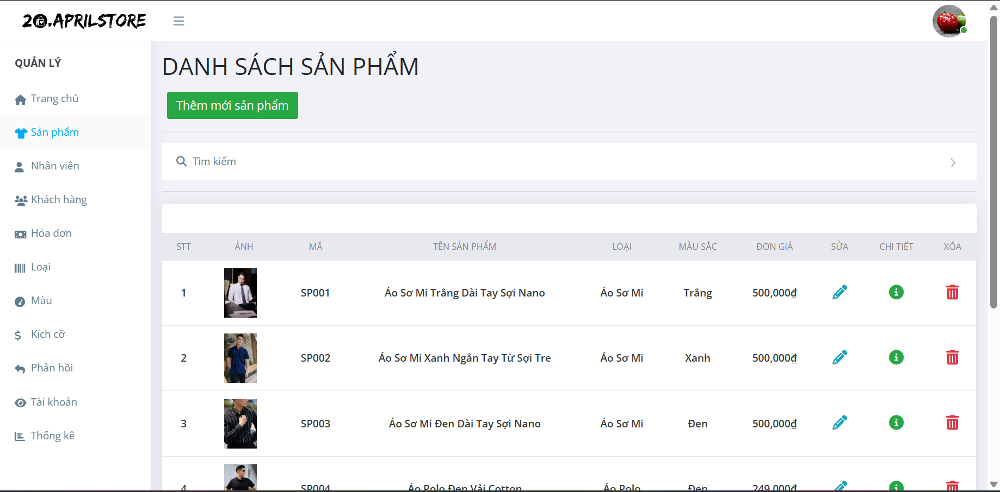 20.APRILSTORE
QUẢN LÝ
Trang chủ
Sản phẩm
Nhân viên
Khách hàng
Hóa đơn
Loại
Màu
Kích cỡ
Phản hồi
Tài khoản
Thống kê
DANH SÁCH SẢN PHẨM
Thêm mới sản phẩm
Tìm kiếm
STT ẢNH MÃ TÊN SẢN PHẨM LOẠI MÀU SẮC ĐƠN GIÁ SỬA CHI TIẾT XÓA
1 SP001 Áo Sơ Mi Trắng Dài Tay Sợi Nano Áo Sơ Mi Trắng 500,000₫
2 SP002 Áo Sơ Mi Xanh Ngắn Tay Từ Sợi Tre Áo Sơ Mi Xanh 500,000₫
3 SP003 Áo Sơ Mi Đen Dài Tay Sợi Nano Áo Sơ Mi Đen 500,000₫
4 SP004 Áo Polo Đen Vải Cotton Áo Polo Đen 249,000₫